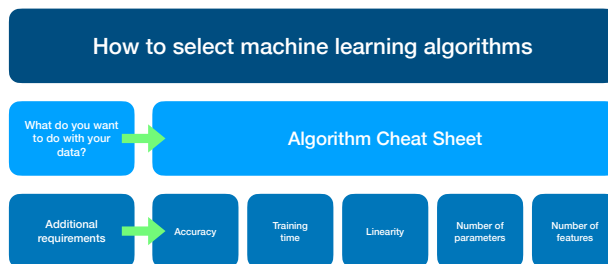 How to select machine learning algorithms
What do you want
to do with your
data?
Algorithm Cheat Sheet
Additional
requirements
Accuracy
Training
time
Linearity
Number of
parameters
Number of
features